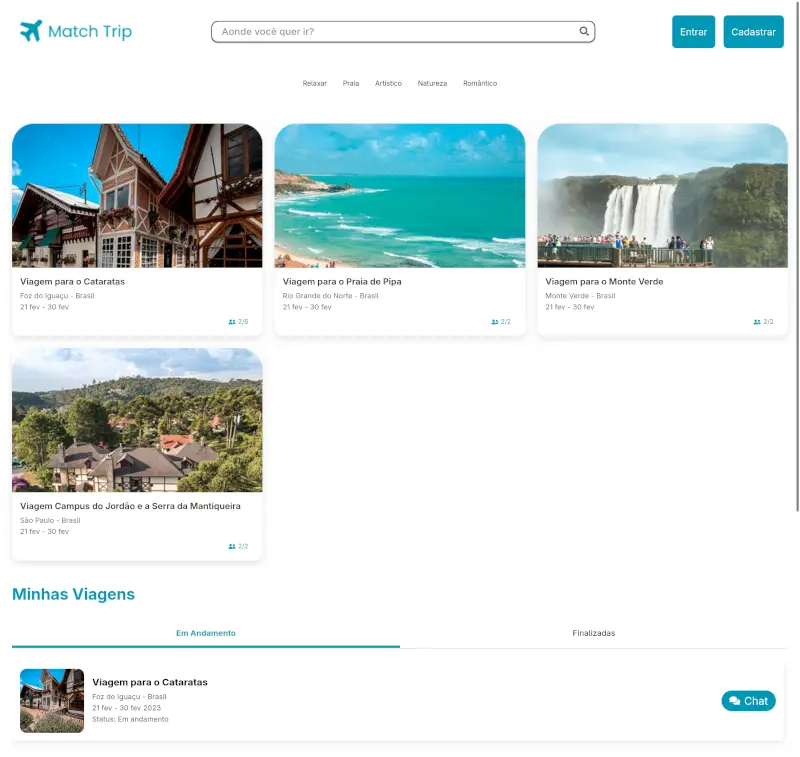 Match Trip
Aonde você quer ir?
Entrar
Cadastrar
Relaxar
Praia
Artístico
Natureza
Romântico
Viagem para o Cataratas
Foz do Iguaçu - Brasil
21 fev - 30 fev
2/6
Viagem para o Praia de Pipa
Rio Grande do Norte - Brasil
21 fev - 30 fev
2/2
Viagem para o Monte Verde
Monte Verde - Brasil
21 fev - 30 fev
2/2
Viagem Campus do Jordão e a Serra da Mantiqueira
São Paulo - Brasil
21 fev - 30 fev
2/2
Minhas Viagens
Em Andamento
Finalizadas
Viagem para o Cataratas
Foz do Iguaçu - Brasil
21 fev - 30 fev 2023
Status: Em andamento
Chat